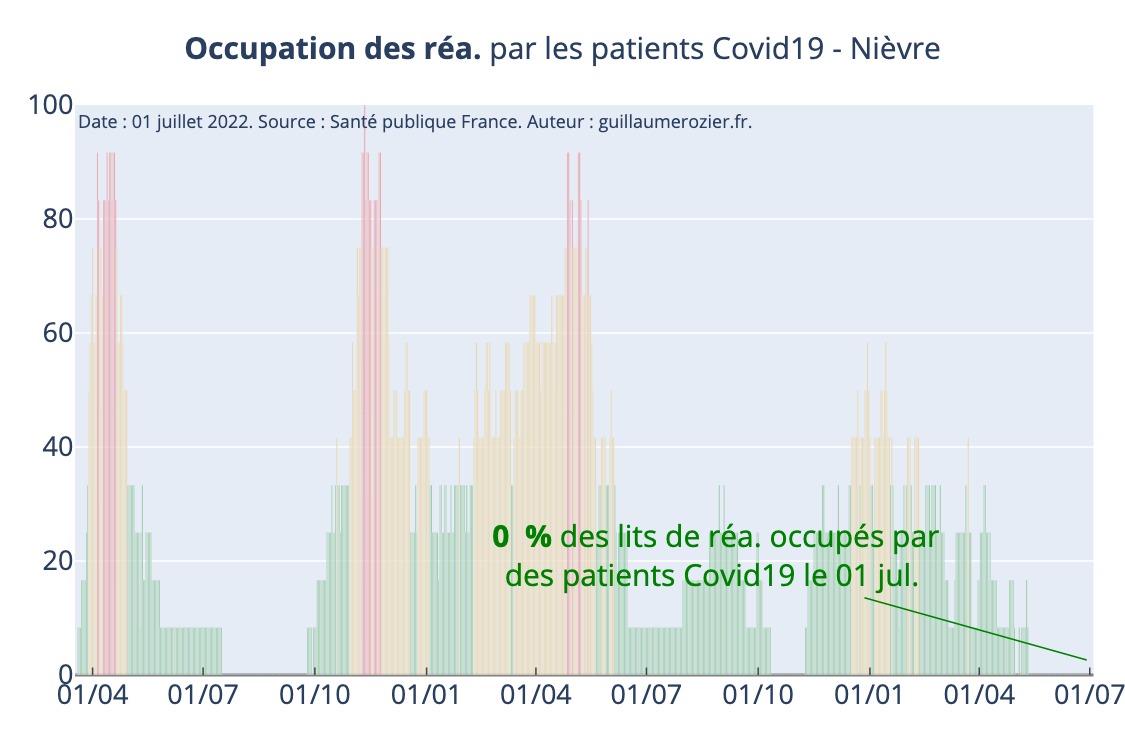 Occupation des réa. par les patients Covid19 - Nièvre
100
Date : 01 juillet 2022. Source : Santé publique France. Auteur : guillaumerozier.fr.
80
60
40
0 % des lits de réa. occupés par
20
des patients Covid19 le 01 jul.
0
01/04 01/07 01/10 01/01 01/04 01/07 01/10 01/01 01/04 01/07